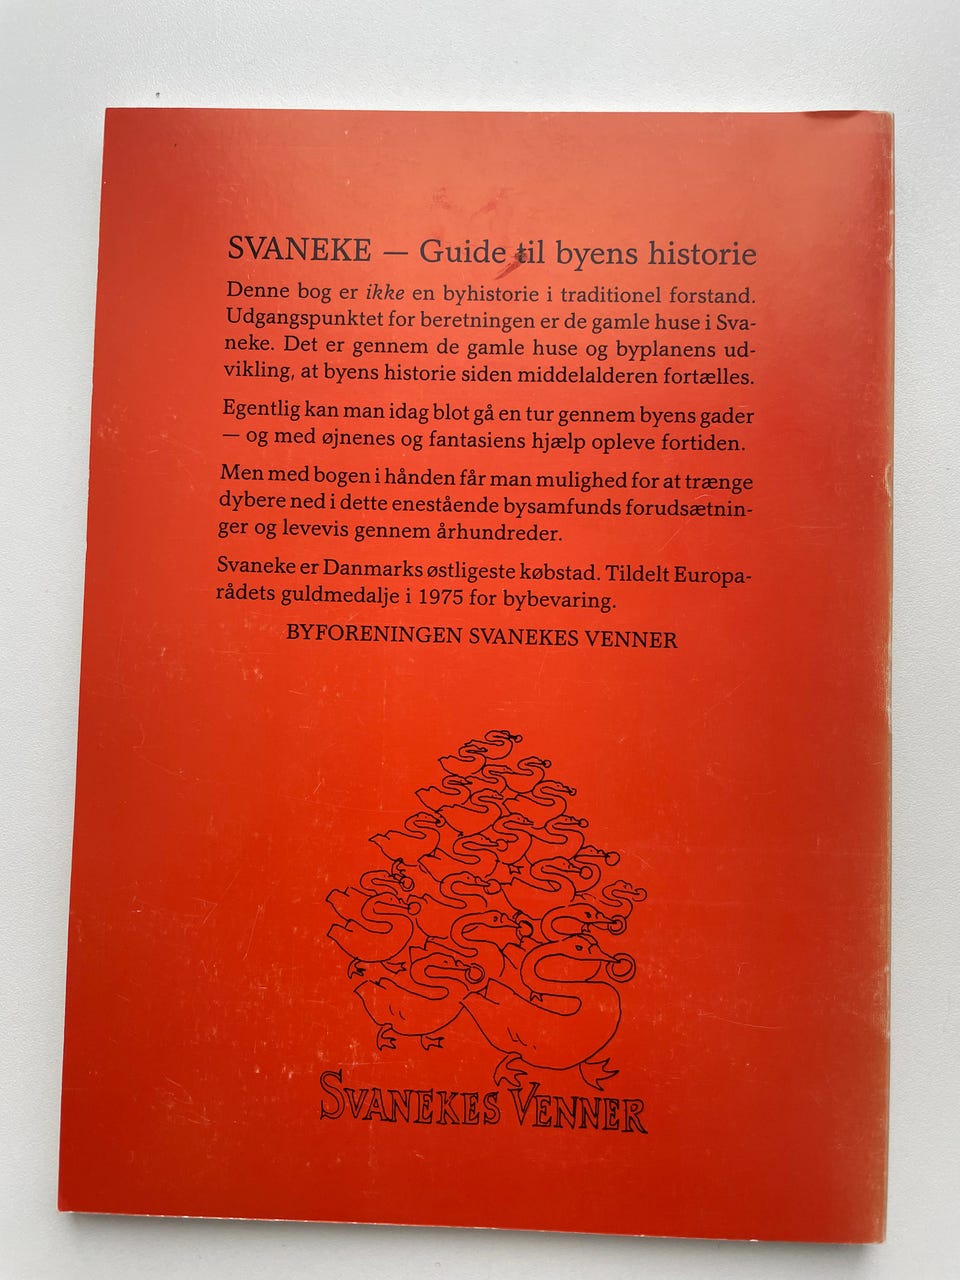 SVANEKE — Guide til byens historie
Denne bog er ikke en byhistorie i traditionel forstand.
Udgangspunktet for beretningen er de gamle huse i Sva-
neke. Det er gennem de gamle huse og byplanens ud-
vikling, at byens historie siden middelalderen fortælles.
Egentlig kan man idag blot gå en tur gennem byens gader
— og med øjnenes og fantasiens hjælp opleve fortiden.
Men med bogen i hånden får man mulighed for at trænge
dybere ned i dette enestående bysamfunds forudsætnin-
ger og levevis gennem århundreder.
Svaneke er Danmarks østligeste købstad. Tildelt Europa-
rådets guldmedalje i 1975 for bybevaring.
BYFORENINGEN SVANEKES VENNER
SVANEKES VENNER